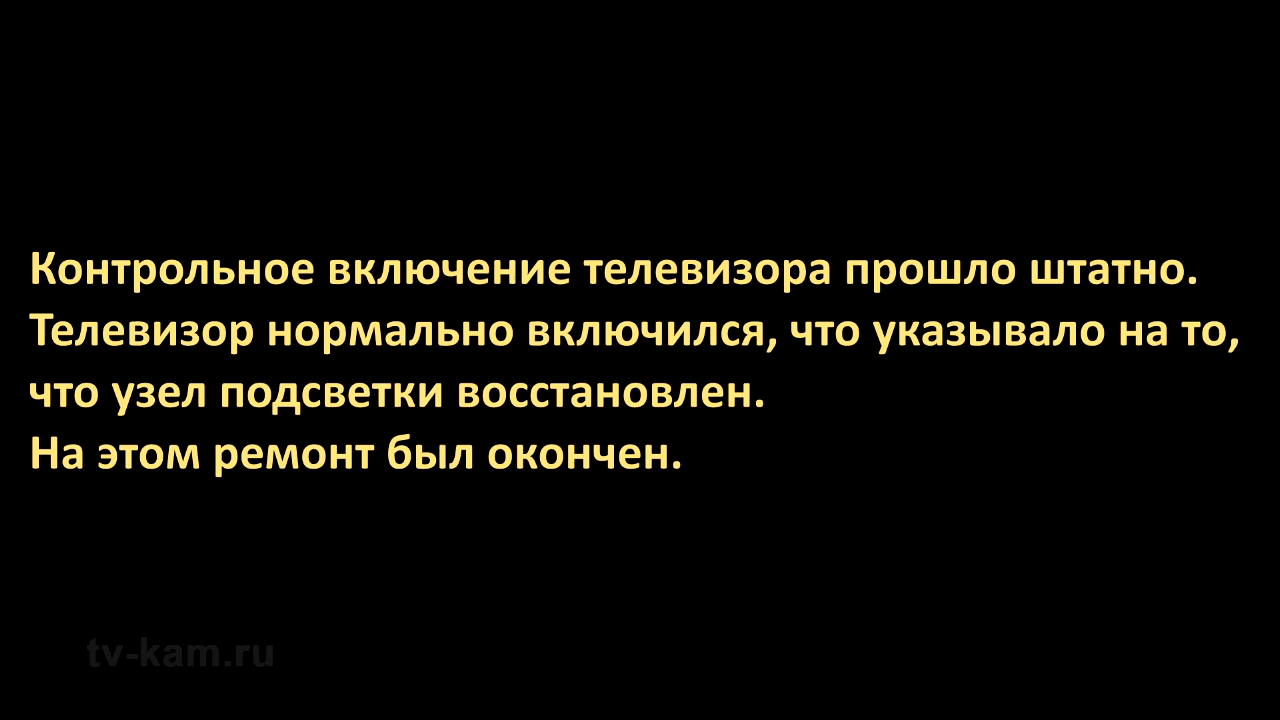 Контрольное включение телевизора прошло штатно.
Телевизор нормально включился, что указывало на то,
что узел подсветки восстановлен.
На этом ремонт был окончен.
tv-kam.ru